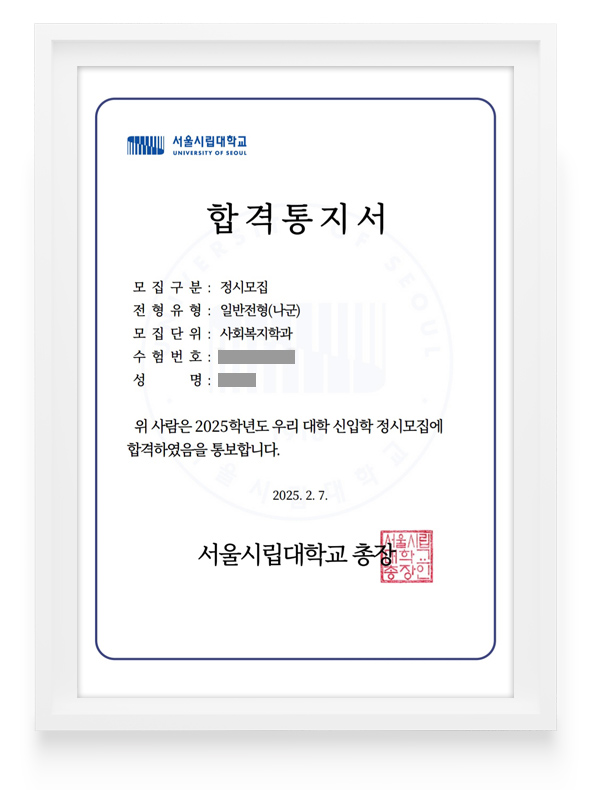 서울시립대학교
UNIVERSITY OF SEOUL
합격통지서
모집구분 : 정시모집
전형유형 : 일반전형(나군)
모집단위 : 사회복지학과
수험번호 :
성 명 :
위 사람은 2025학년도 우리 대학 신입학 정시모집에
합격하였음을 통보합니다.
2025. 2. 7.
서울시립대학교 총장
서울시립
대학교
총장인